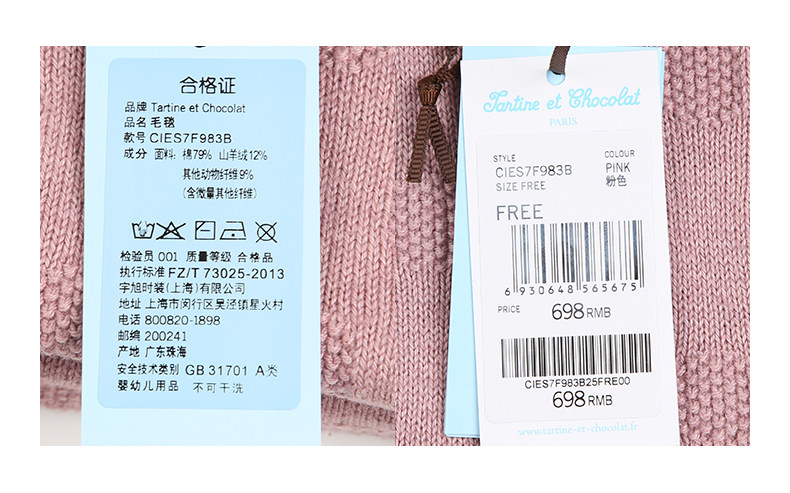 合格证
品牌 Tartine et Chocolat
品名 毛毯
款号 CIES7F983B
成分 面料: 棉79% 山羊绒12%
其他动物纤维9%
(含微量其他纤维)
检验员 001 质量等级 合格品
执行标准 FZ/T 73025-2013
宇旭时装(上海)有限公司
地址 上海市闵行区吴泾镇星火村
电话 800820-1898
邮编 200241
产地 广东珠海
安全技术类别 GB 31701 A类
婴幼儿用品 不可干洗
Tartine et Chocolat
PARIS
STYLE COLOUR
CIES7F983B PINK
SIZE FREE 粉色
FREE
6 930648 565675
PRICE 698 RMB
CIES7F983B25FRE00
698 RMB
www.tartine-et-chocolat.fr